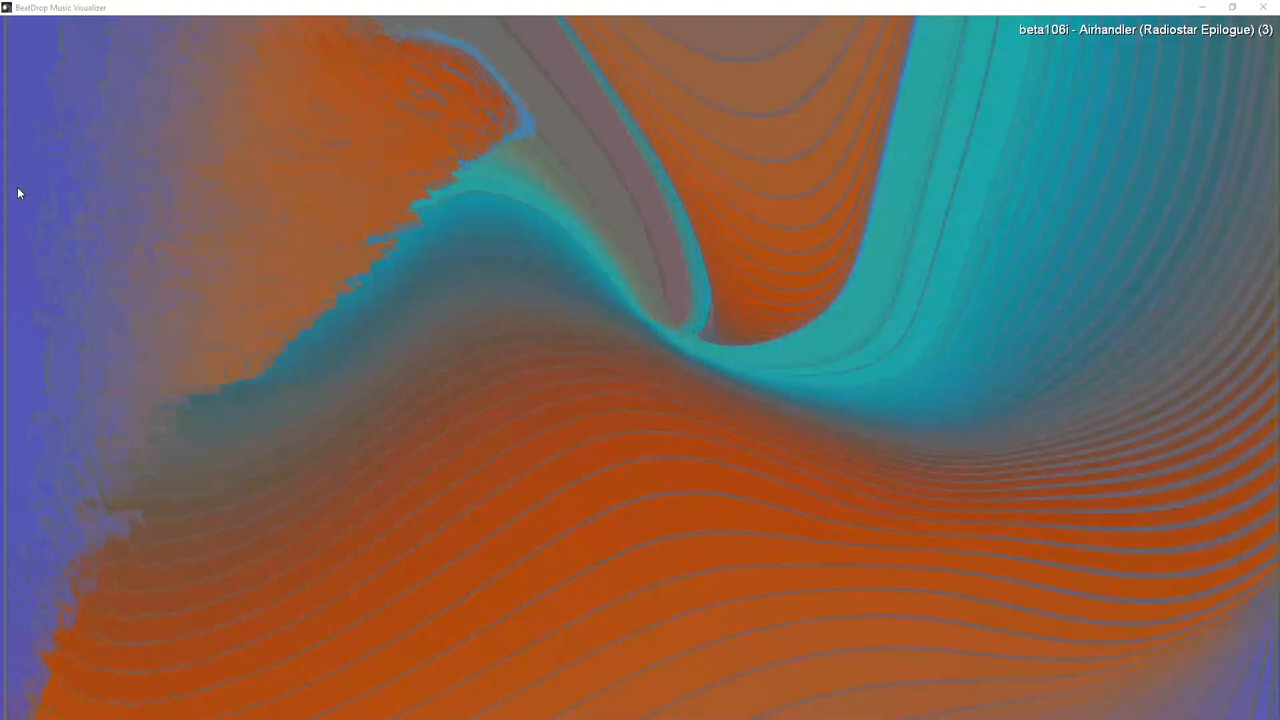 BeatDrop Music Visualizer
beta106i - Airhandler (Radiostar Epilogue) (3)